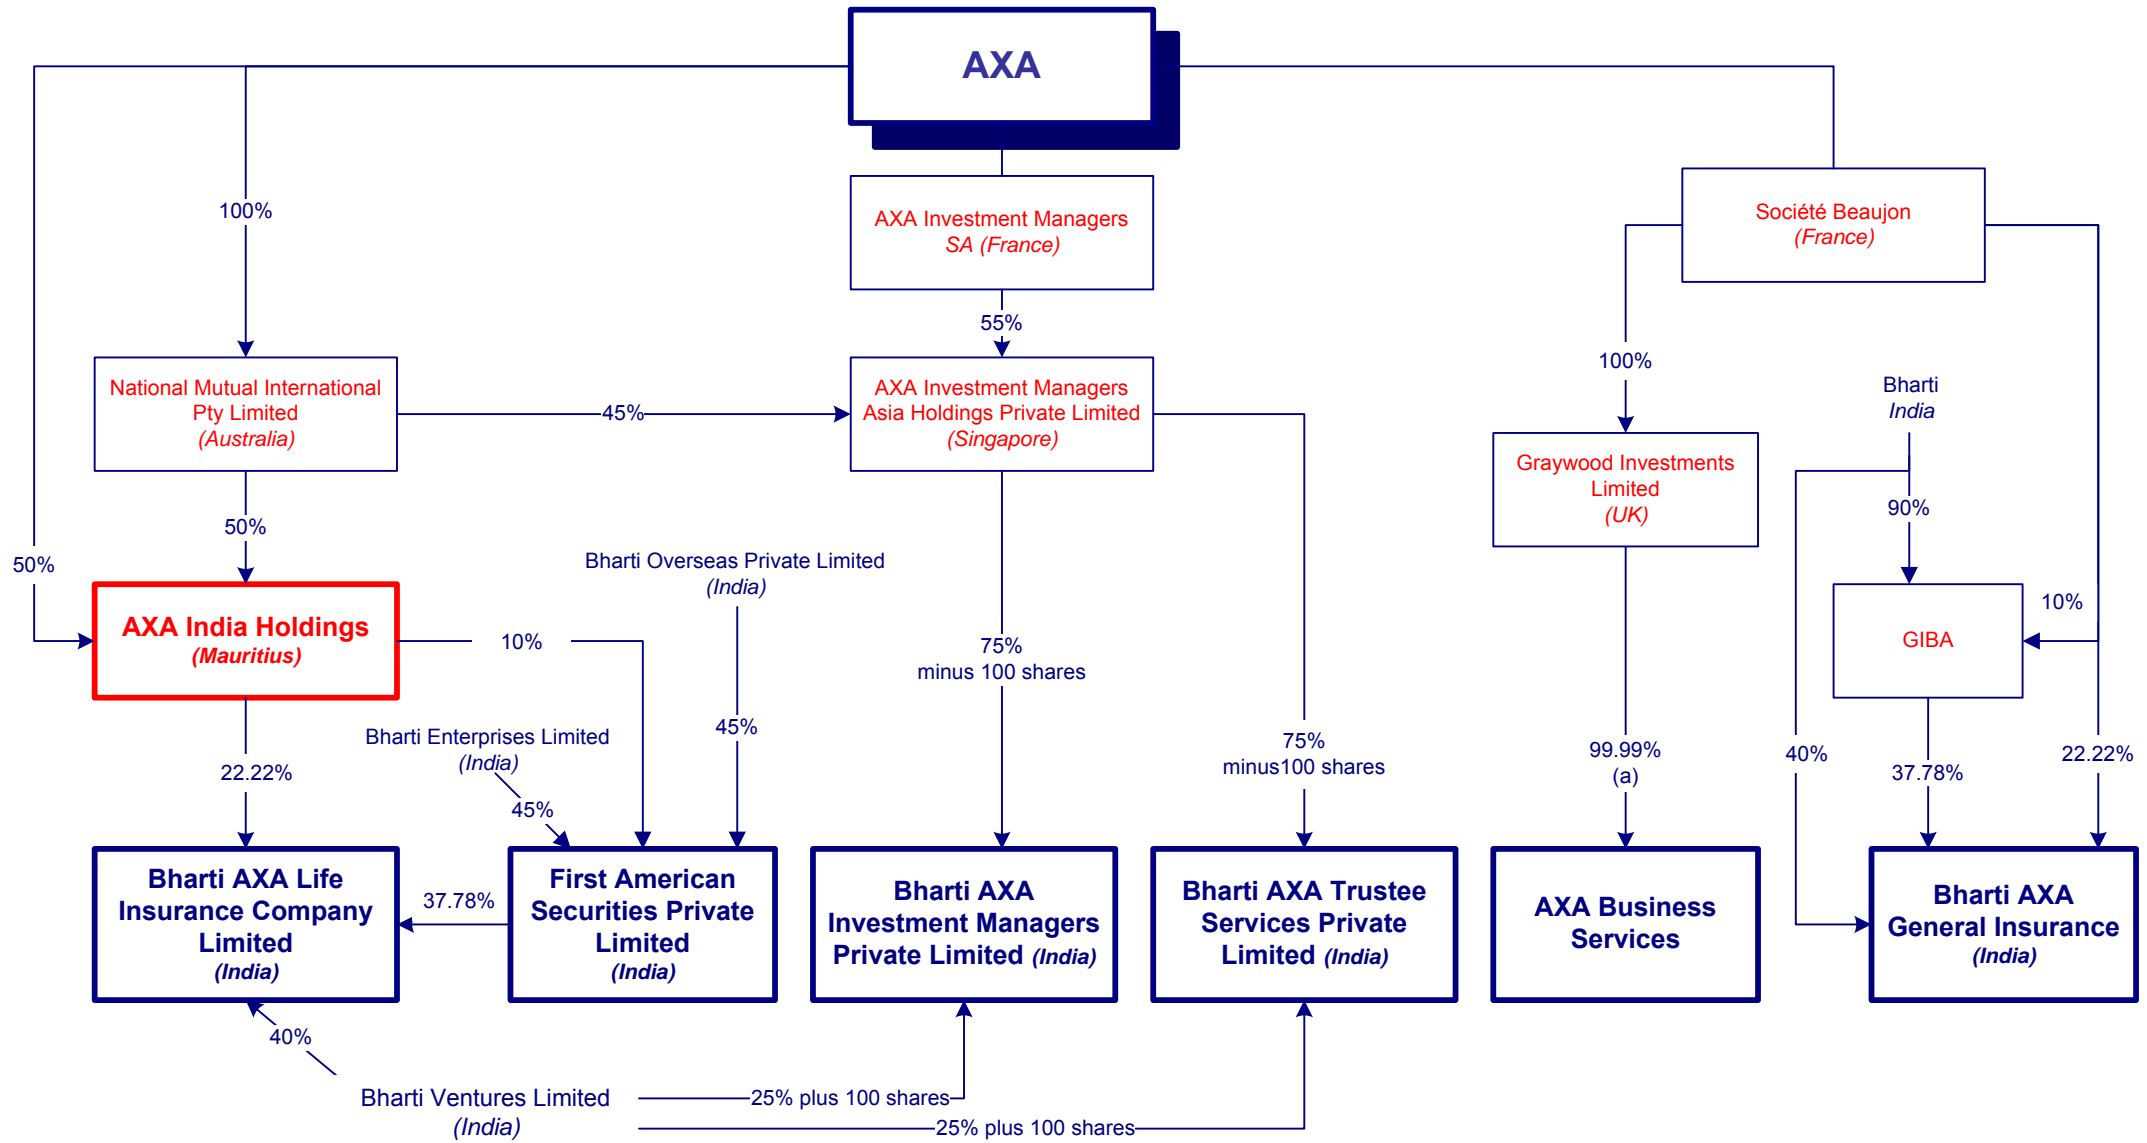 AXA
100%
AXA Investment Managers
SA (France)
Société Beaujon
(France)
55%
100%
National Mutual International
Pty Limited
(Australia)
45%
AXA Investment Managers
Asia Holdings Private Limited
(Singapore)
Bharti
India
Graywood Investments
Limited
(UK)
90%
50%
50%
Bharti Overseas Private Limited
(India)
AXA India Holdings
(Mauritius)
10%
75%
minus 100 shares
10%
GIBA
Bharti Enterprises Limited
(India)
45%
75%
minus100 shares
99.99%
(a)
40%
37.78%
22.22%
22.22%
45%
Bharti AXA Life
Insurance Company
Limited
(India)
37.78%
First American
Securities Private
Limited
(India)
Bharti AXA
Investment Managers
Private Limited (India)
Bharti AXA Trustee
Services Private
Limited (India)
AXA Business
Services
Bharti AXA
General Insurance
(India)
40%
Bharti Ventures Limited
(India)
25% plus 100 shares
25% plus 100 shares